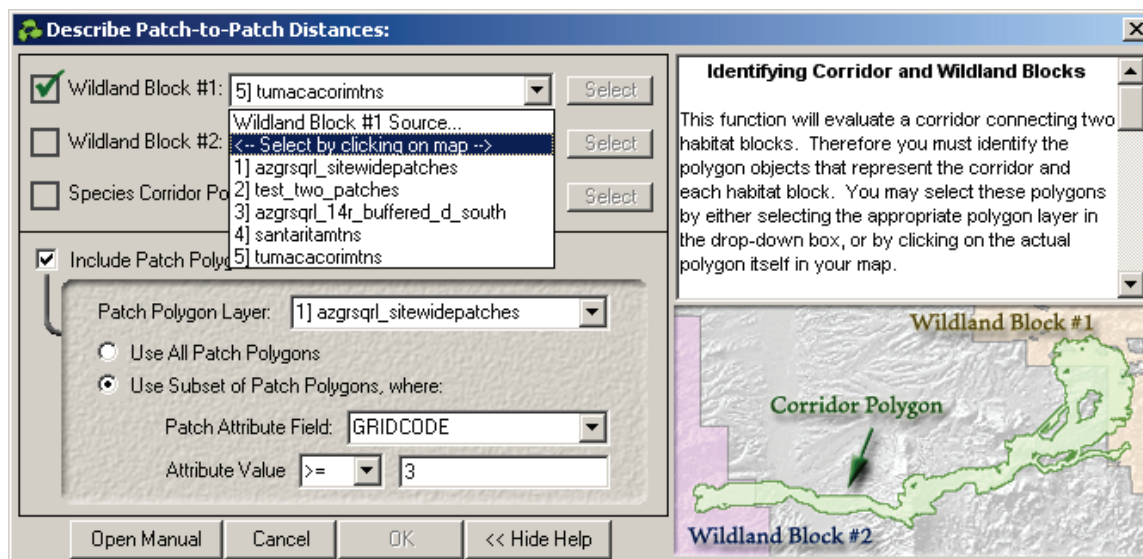 Describe Patch-to-Patch Distances:
Wildland Block #1:
5] tumacacorimtns
Select
Wildland Block #1 Source...
<-- Select by clicking on map -->
1] azgrsqrl_sitewidepatches
2] test_two_patches
3] azgrsqrl_14r_buffered_d_south
4] santaritamtns
5] tumacacorimtns
Wildland Block #2:
Select
Species Corridor Po
Select
Include Patch Polyg
Patch Polygon Layer:
1] azgrsqrl_sitewidepatches
Use All Patch Polygons
Use Subset of Patch Polygons, where:
Patch Attribute Field:
GRIDCODE
Attribute Value
>=
3
Open Manual
Cancel
OK
<< Hide Help
Identifying Corridor and Wildland Blocks
This function will evaluate a corridor connecting two
habitat blocks. Therefore you must identify the
polygon objects that represent the corridor and
each habitat block. You may select these polygons
by either selecting the appropriate polygon layer in
the drop-down box, or by clicking on the actual
polygon itself in your map.
Wildland Block #1
Corridor Polygon
Wildland Block #2